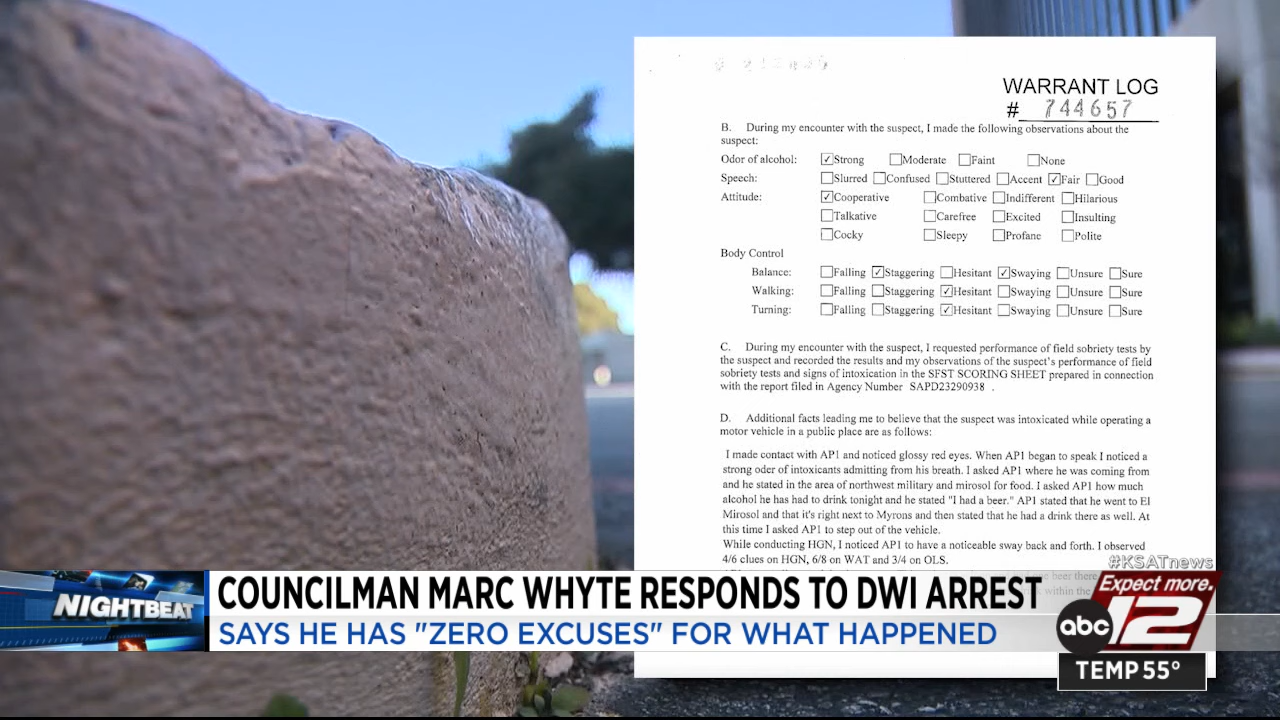 WARRANT LOG
# 744657
B. During my encounter with the suspect, I made the following observations about the
suspect:
Odor of alcohol: ☑Strong ☐Moderate ☐Faint ☐None
Speech: ☐Slurred ☐Confused ☐Stuttered ☐Accent ☑Fair ☐Good
Attitude: ☑Cooperative ☐Combative ☐Indifferent ☐Hilarious
☐Talkative ☐Carefree ☐Excited ☐Insulting
☐Cocky ☐Sleepy ☐Profane ☐Polite
Body Control
Balance: ☐Falling ☑Staggering ☐Hesitant ☑Swaying ☐Unsure ☐Sure
Walking: ☐Falling ☐Staggering ☑Hesitant ☐Swaying ☐Unsure ☐Sure
Turning: ☐Falling ☐Staggering ☑Hesitant ☐Swaying ☐Unsure ☐Sure
C. During my encounter with the suspect, I requested performance of field sobriety tests by
the suspect and recorded the results and my observations of the suspect's performance of field
sobriety tests and signs of intoxication in the SFST SCORING SHEET prepared in connection
with the report filed in Agency Number SAPD23290938 .
D. Additional facts leading me to believe that the suspect was intoxicated while operating a
motor vehicle in a public place are as follows:
I made contact with AP1 and noticed glossy red eyes. When AP1 began to speak I noticed a
strong oder of intoxicants admitting from his breath. I asked AP1 where he was coming from
and he stated in the area of northwest military and mirosol for food. I asked AP1 how much
alcohol he has had to drink tonight and he stated "I had a beer." AP1 stated that he went to El
Mirosol and that it's right next to Myrons and then stated that he had a drink there as well. At
this time I asked AP1 to step out of the vehicle.
While conducting HGN, I noticed AP1 to have a noticeable sway back and forth. I observed
4/6 clues on HGN, 6/8 on WAT and 3/4 on OLS.
#KSATnews
NIGHTBEAT
COUNCILMAN MARC WHYTE RESPONDS TO DWI ARREST
SAYS HE HAS "ZERO EXCUSES" FOR WHAT HAPPENED
Expect more.
abc 12
TEMP 55°